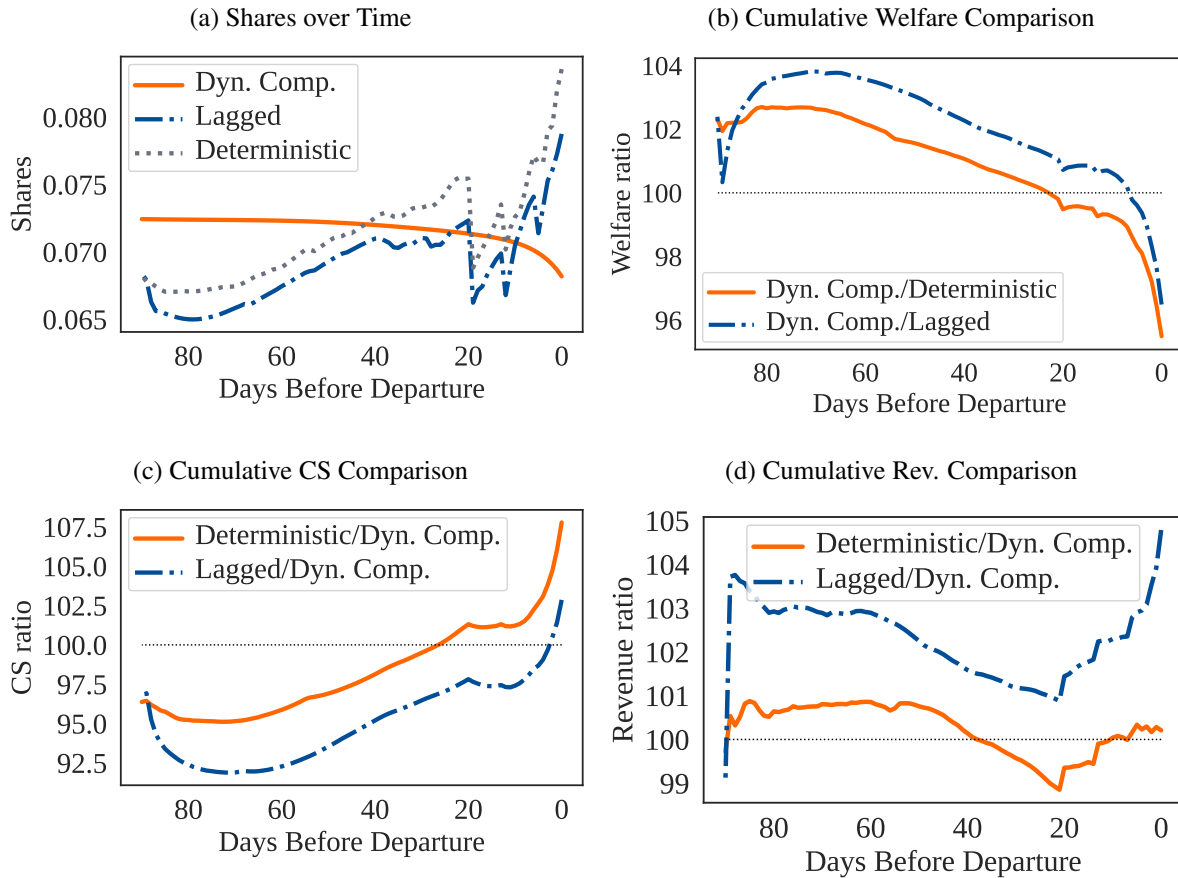 (a) Shares over Time
Shares
0.080
0.075
0.070
0.065
Dyn. Comp.
Lagged
Deterministic
80 60 40 20 0
Days Before Departure
(b) Cumulative Welfare Comparison
Welfare ratio
104
102
100
98
96
Dyn. Comp./Deterministic
Dyn. Comp./Lagged
80 60 40 20 0
Days Before Departure
(c) Cumulative CS Comparison
CS ratio
107.5
105.0
102.5
100.0
97.5
95.0
92.5
Deterministic/Dyn. Comp.
Lagged/Dyn. Comp.
80 60 40 20 0
Days Before Departure
(d) Cumulative Rev. Comparison
Revenue ratio
105
104
103
102
101
100
99
Deterministic/Dyn. Comp.
Lagged/Dyn. Comp.
80 60 40 20 0
Days Before Departure